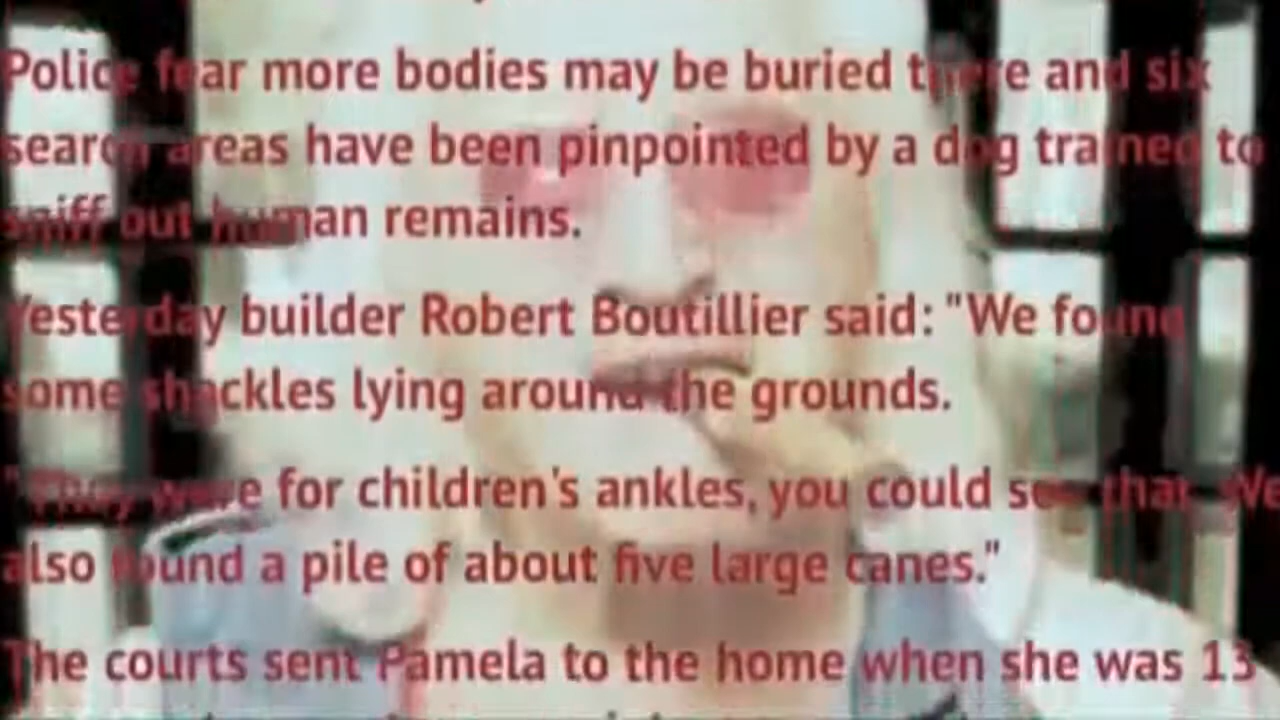 Police fear more bodies may be buried there and six
search areas have been pinpointed by a dog trained to
sniff out human remains.
Yesterday builder Robert Boutillier said: "We found
some shackles lying around the grounds.
"They were for children's ankles, you could see that. We
also found a pile of about five large canes."
The courts sent Pamela to the home when she was 13